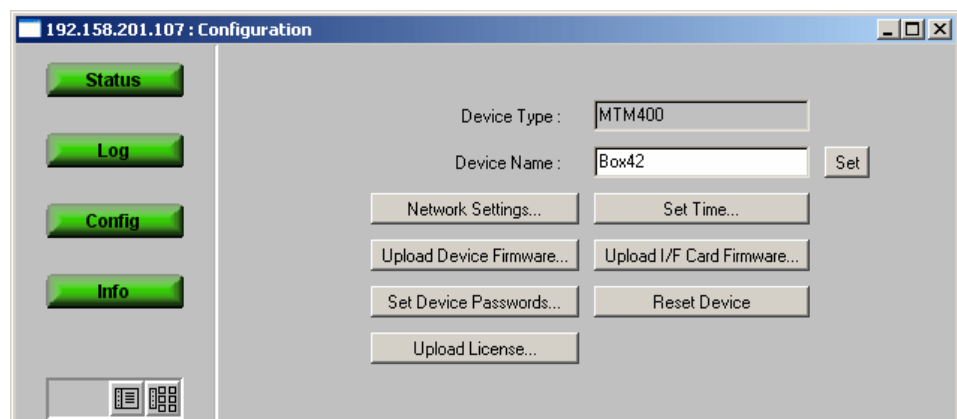 192.158.201.107 : Configuration
Status
Log
Config
Info
Device Type :
MTM400
Device Name :
Box42
Set
Network Settings...
Set Time...
Upload Device Firmware...
Upload I/F Card Firmware...
Set Device Passwords...
Reset Device
Upload License...